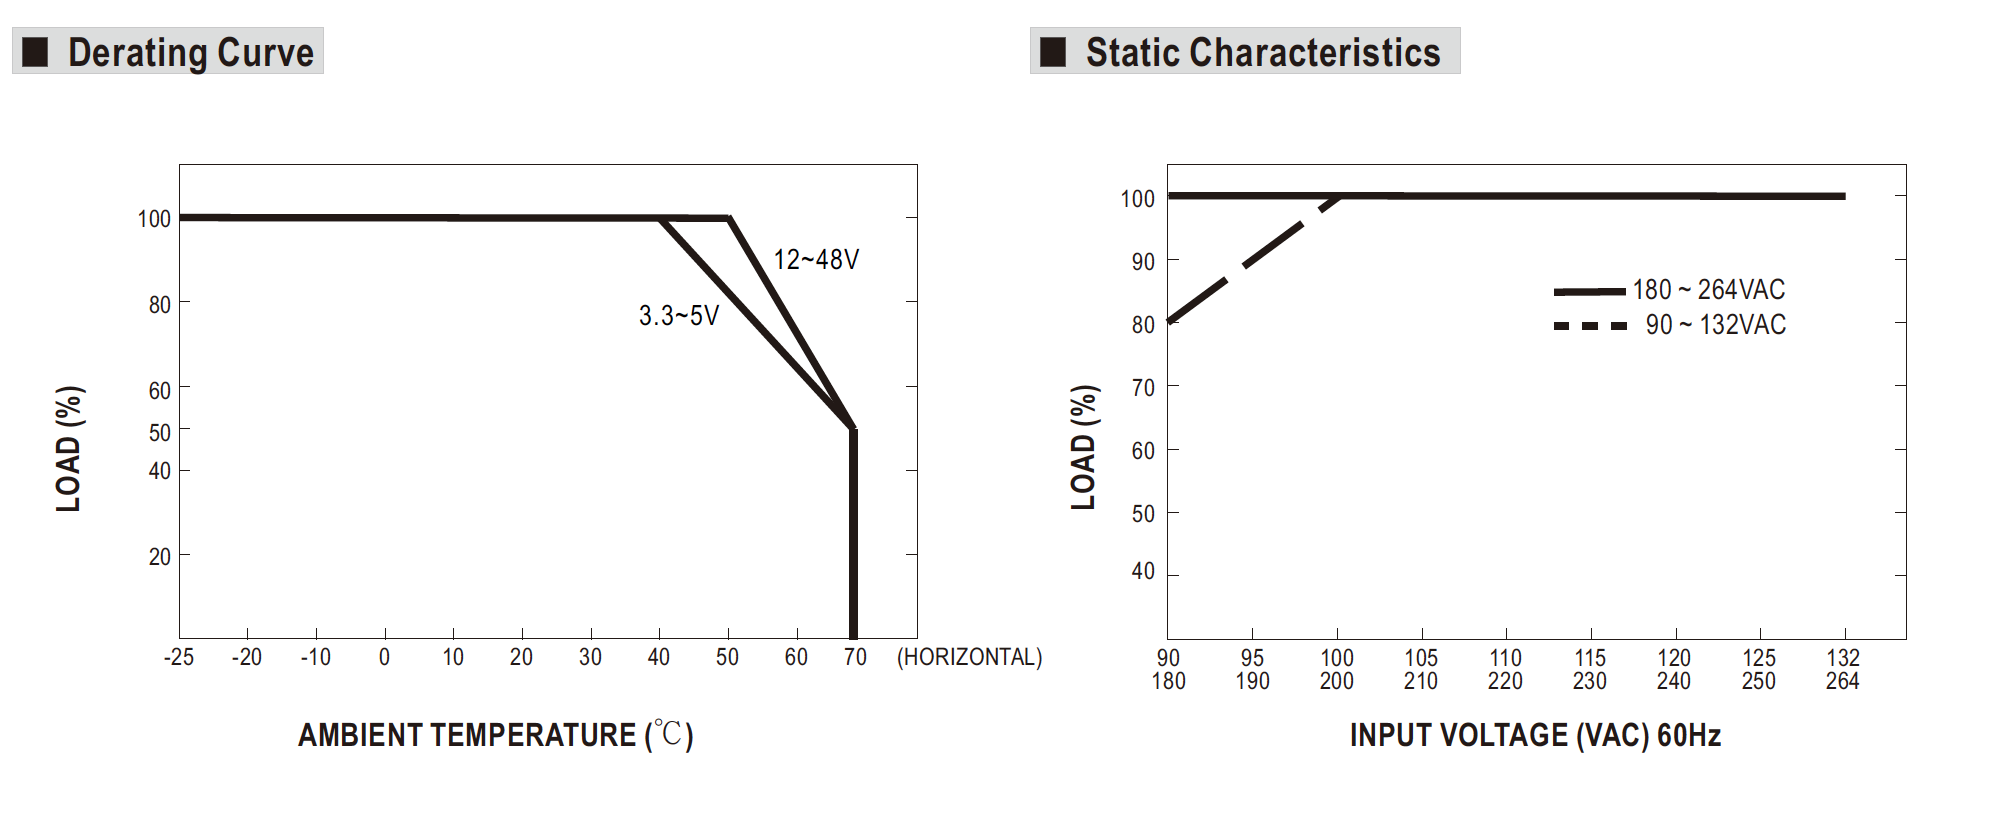 Derating Curve
Static Characteristics
100
80
60
50
40
20
LOAD (%)
12~48V
3.3~5V
-25 -20 -10 0 10 20 30 40 50 60 70 (HORIZONTAL)
AMBIENT TEMPERATURE (℃)
100
90
80
70
60
50
40
LOAD (%)
180 ~ 264VAC
90 ~ 132VAC
90 95 100 105 110 115 120 125 132
180 190 200 210 220 230 240 250 264
INPUT VOLTAGE (VAC) 60Hz